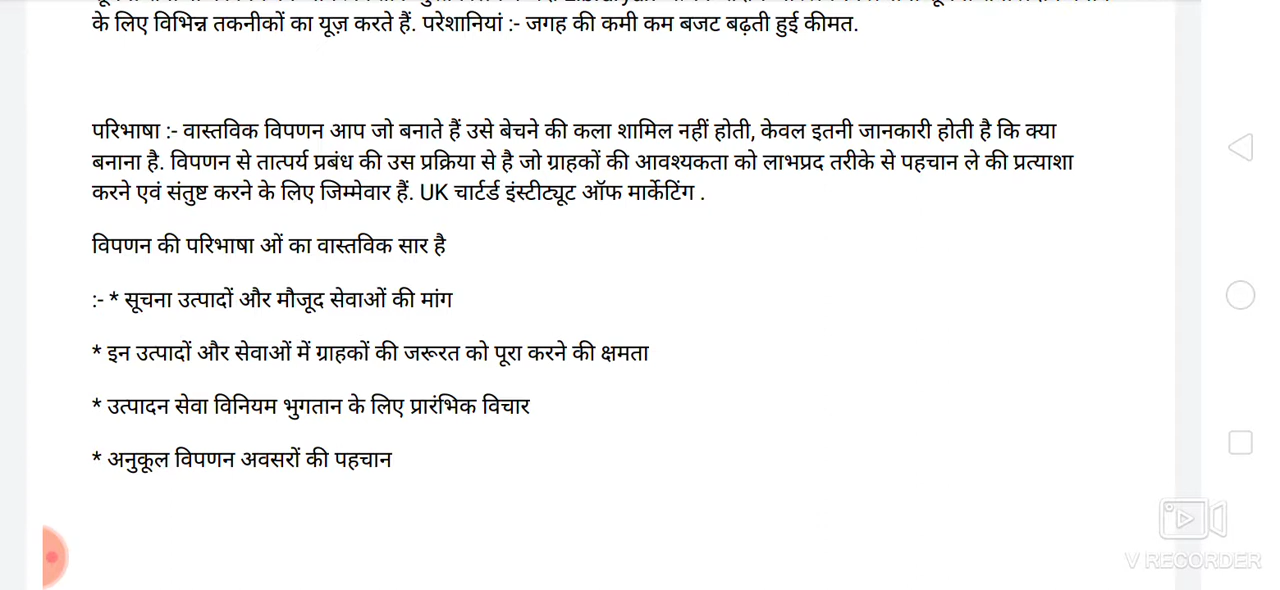 के लिए विभिन्न तकनीकों का यूज़ करते हैं. परेशानियां :- जगह की कमी कम बजट बढ़ती हुई कीमत.
परिभाषा :- वास्तविक विपणन आप जो बनाते हैं उसे बेचने की कला शामिल नहीं होती, केवल इतनी जानकारी होती है कि क्या
बनाना है. विपणन से तात्पर्य प्रबंध की उस प्रक्रिया से है जो ग्राहकों की आवश्यकता को लाभप्रद तरीके से पहचान ले की प्रत्याशा
करने एवं संतुष्ट करने के लिए जिम्मेवार हैं. UK चार्टर्ड इंस्टीट्यूट ऑफ मार्केटिंग .
विपणन की परिभाषा ओं का वास्तविक सार है
:- * सूचना उत्पादों और मौजूद सेवाओं की मांग
* इन उत्पादों और सेवाओं में ग्राहकों की जरूरत को पूरा करने की क्षमता
* उत्पादन सेवा विनियम भुगतान के लिए प्रारंभिक विचार
* अनुकूल विपणन अवसरों की पहचान
V RECORDER